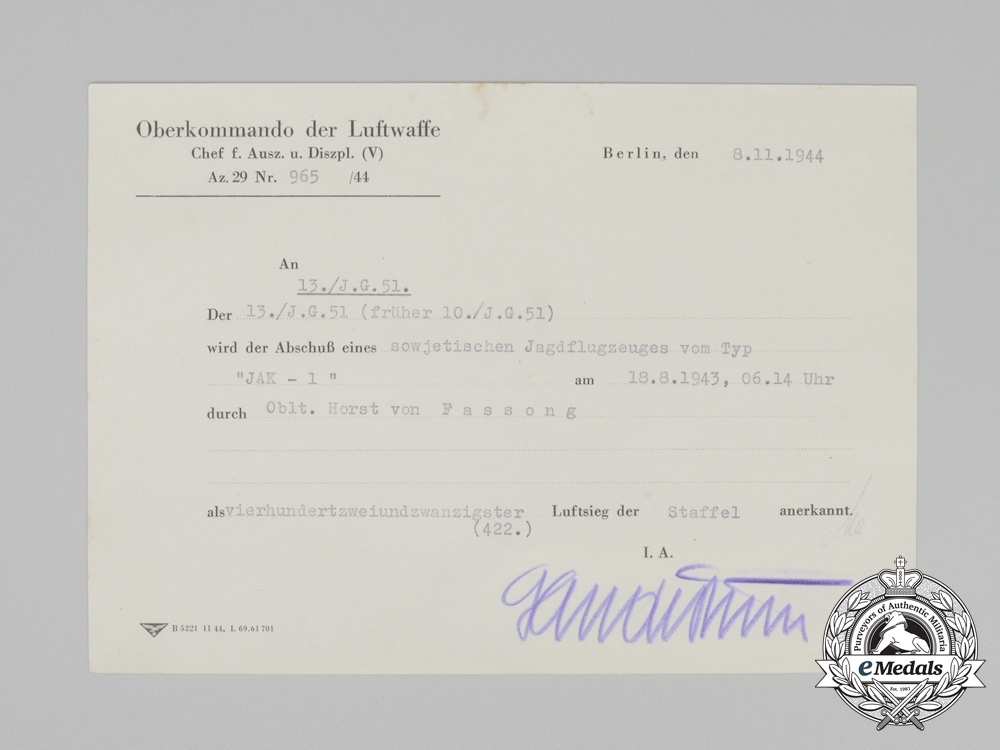 Oberkommando der Luftwaffe
Chef f. Ausz. u. Diszpl. (V)
Az. 29 Nr. 965 /44
Berlin, den 8.11.1944
An
13./J.G.51.
Der 13./J.G.51 (früher 10./J.G.51)
wird der Abschuß eines sowjetischen Jagdflugzeuges vom Typ
"JAK - 1 " am 18.8.1943, 06.14 Uhr
durch Oblt. Horst von F a s s o n g
als vierhundertzweiundzwanzigster Luftsieg der Staffel anerkannt.
(422.)
I. A.
B 5221 11 44, L 69.61 701
Purveyors of Authentic Militaria
eMedals
Est. 1987